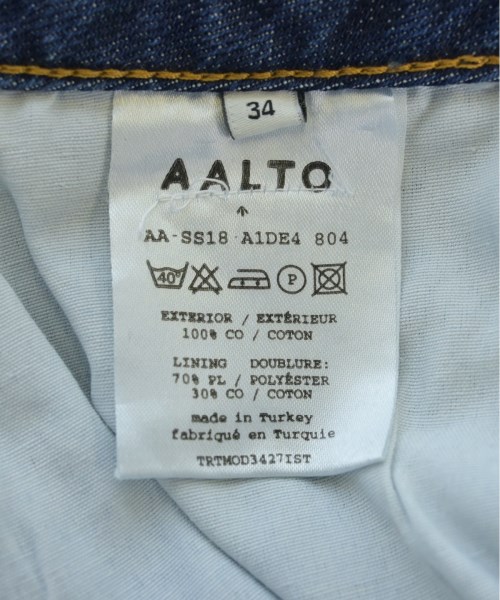 34
AALTO
AA-SS18 A1DE4 804
40° P
EXTERIOR / EXTÉRIEUR
100% CO / COTON
LINING DOUBLURE:
70% PL / POLYÉSTER
30% CO / COTON
made in Turkey
fabriqué en Turquie
TRTMOD3427IST